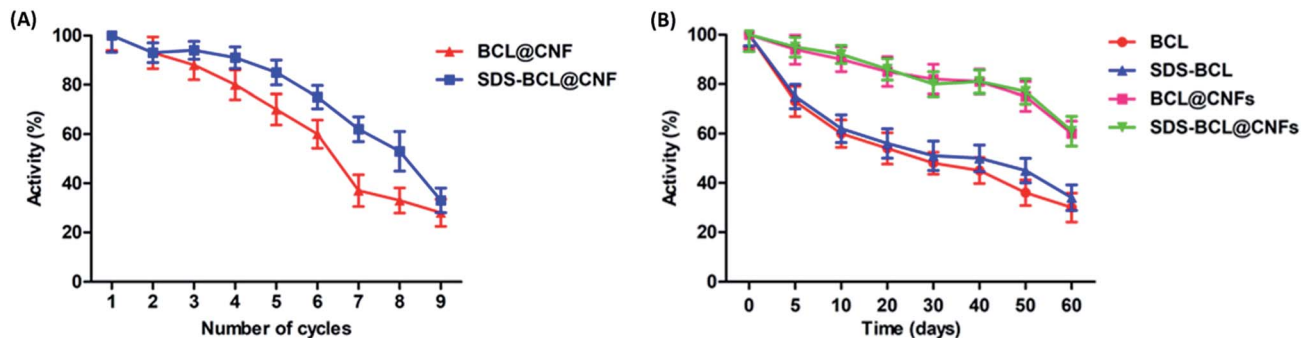 (A)
100
80
60
40
20
0
Activity (%)
1 2 3 4 5 6 7 8 9
Number of cycles
BCL@CNF
SDS-BCL@CNF
(B)
100
80
60
40
20
0
Activity (%)
0 5 10 20 30 40 50 60
Time (days)
BCL
SDS-BCL
BCL@CNFs
SDS-BCL@CNFs